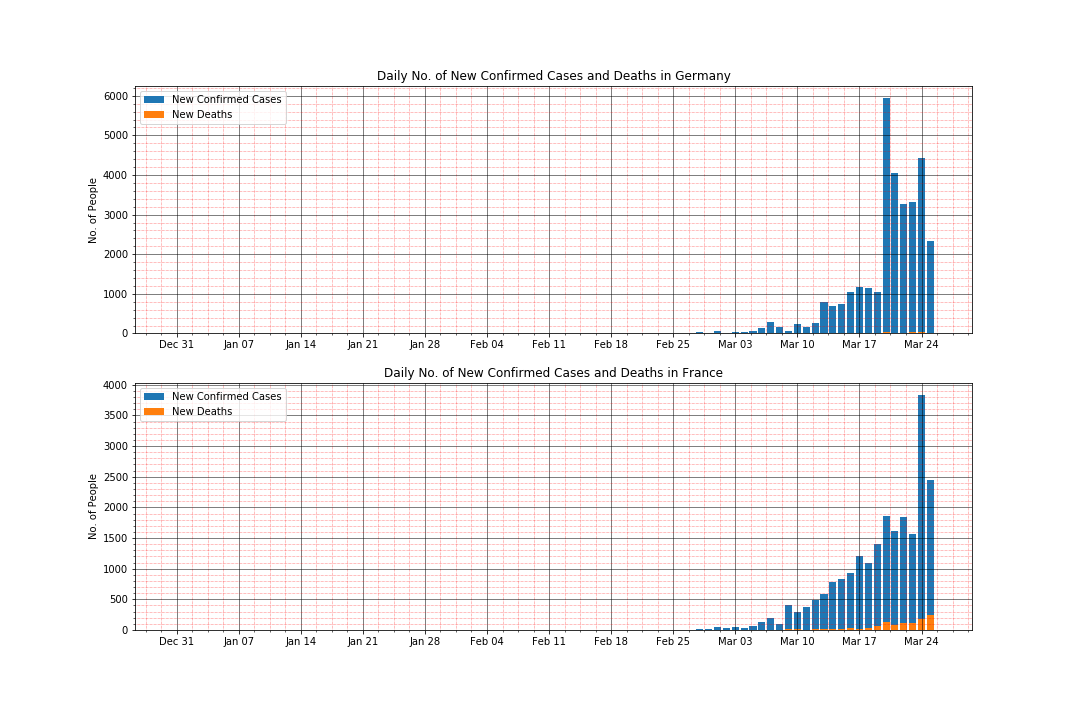 Daily No. of New Confirmed Cases and Deaths in Germany
New Confirmed Cases
New Deaths
No. of People
6000
5000
4000
3000
2000
1000
0
Dec 31 Jan 07 Jan 14 Jan 21 Jan 28 Feb 04 Feb 11 Feb 18 Feb 25 Mar 03 Mar 10 Mar 17 Mar 24
Daily No. of New Confirmed Cases and Deaths in France
New Confirmed Cases
New Deaths
No. of People
4000
3500
3000
2500
2000
1500
1000
500
0
Dec 31 Jan 07 Jan 14 Jan 21 Jan 28 Feb 04 Feb 11 Feb 18 Feb 25 Mar 03 Mar 10 Mar 17 Mar 24